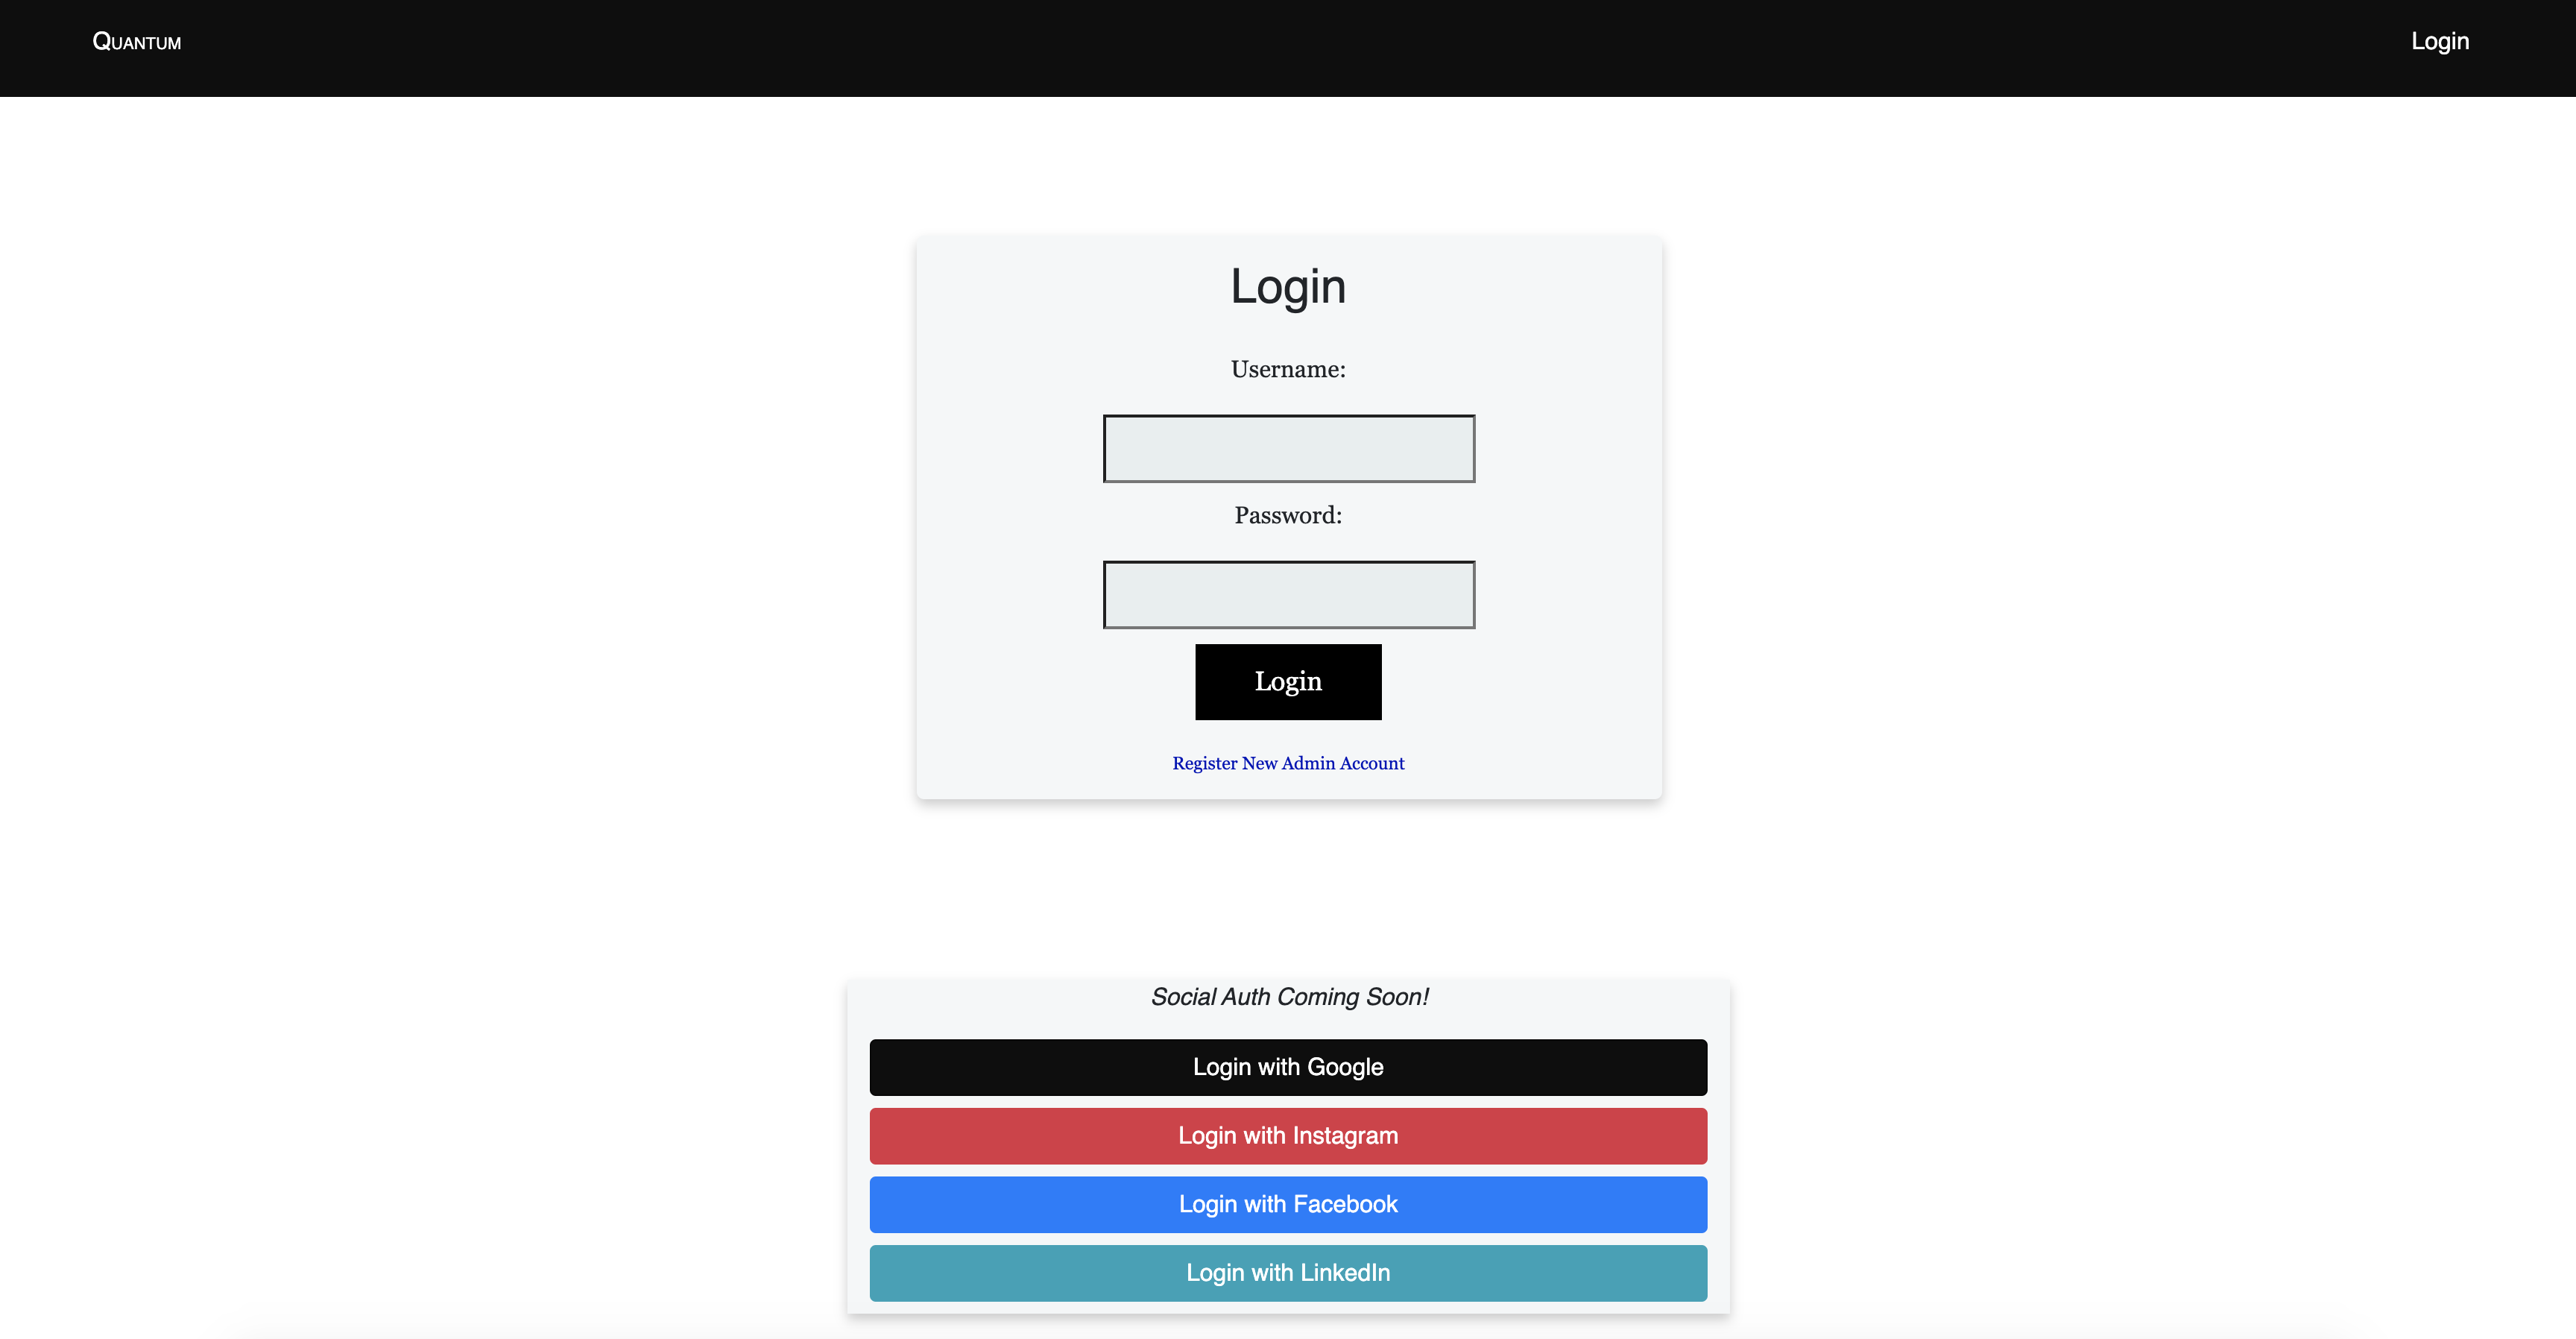 Quantum
Login
Login
Username:
Password:
Login
Register New Admin Account
Social Auth Coming Soon!
Login with Google
Login with Instagram
Login with Facebook
Login with LinkedIn